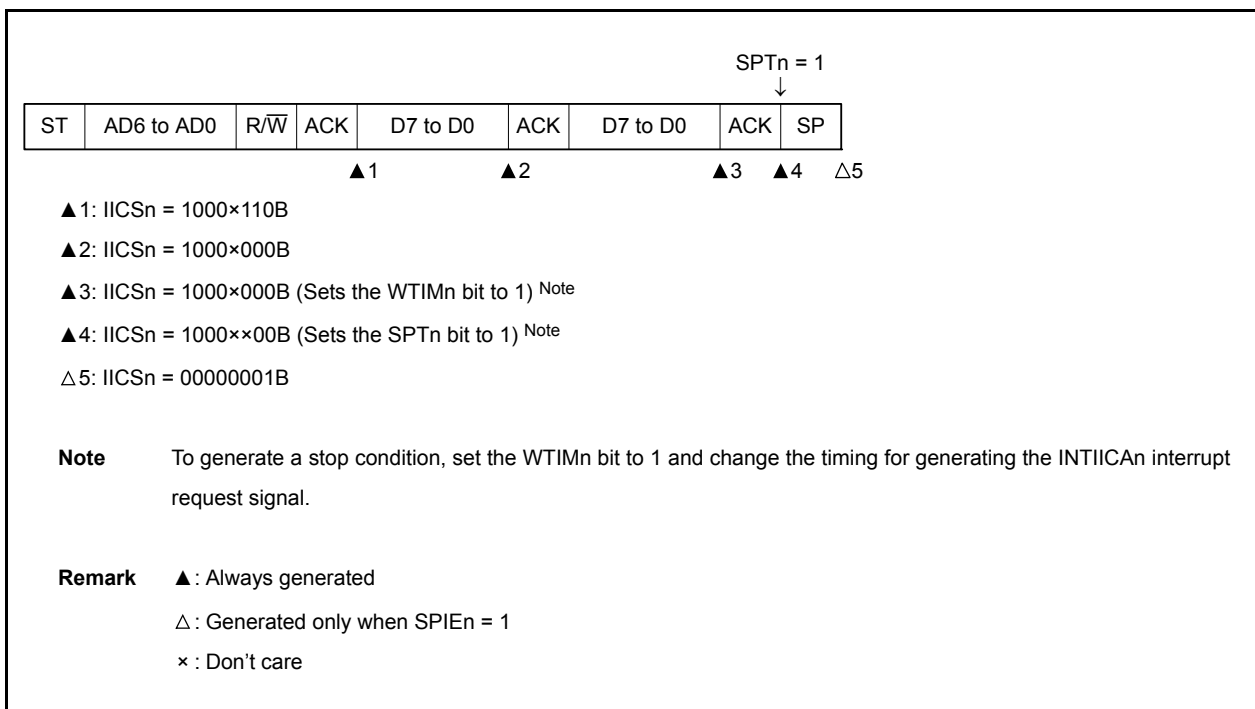 SPTn = 1
↓
ST AD6 to AD0 R/W̅ ACK D7 to D0 ACK D7 to D0 ACK SP
▲1 ▲2 ▲3 ▲4 △5
▲1: IICSn = 1000×110B
▲2: IICSn = 1000×000B
▲3: IICSn = 1000×000B (Sets the WTIMn bit to 1) Note
▲4: IICSn = 1000××00B (Sets the SPTn bit to 1) Note
△5: IICSn = 00000001B
Note To generate a stop condition, set the WTIMn bit to 1 and change the timing for generating the INTIICAn interrupt
request signal.
Remark ▲: Always generated
△: Generated only when SPIEn = 1
×: Don't care